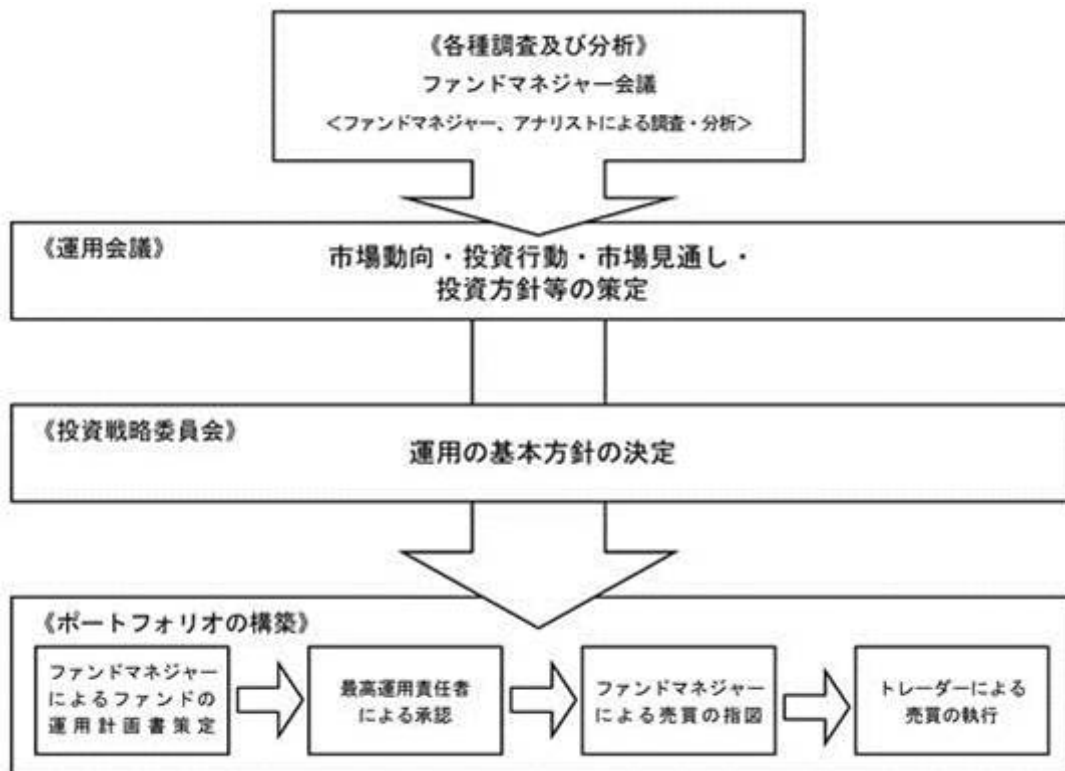 《各種調査及び分析》
ファンドマネジャー会議
<ファンドマネジャー、アナリストによる調査・分析>
《運用会議》
市場動向・投資行動・市場見通し・
投資方針等の策定
《投資戦略委員会》
運用の基本方針の決定
《ポートフォリオの構築》
ファンドマネジャー
によるファンドの
運用計画書策定
最高運用責任者
による承認
ファンドマネジャー
による売買の指図
トレーダーによる
売買の執行